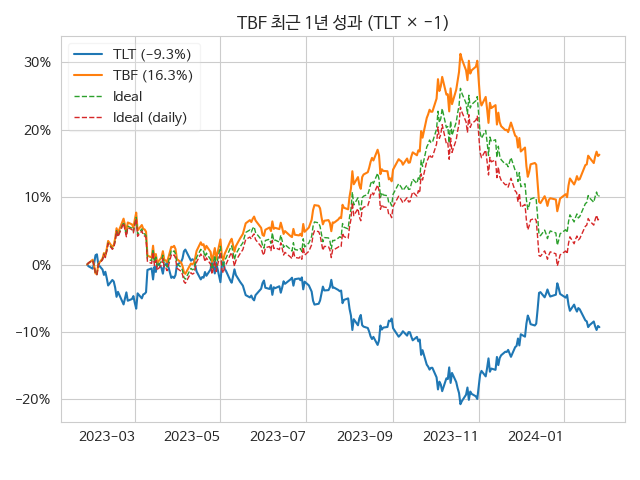 TBF 최근 1년 성과 (TLT × −1)
TLT (−9.3%)
TBF (16.3%)
Ideal
Ideal (daily)
30%
20%
10%
0%
−10%
−20%
2023−03
2023−05
2023−07
2023−09
2023−11
2024−01